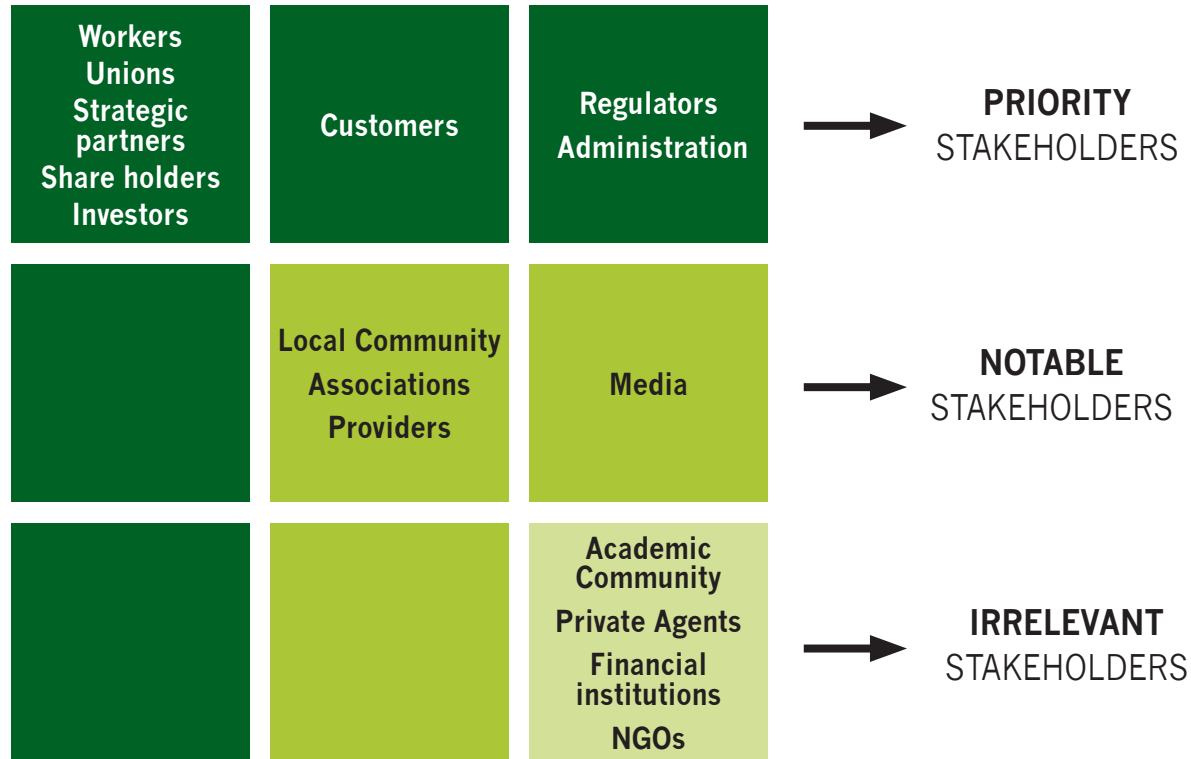 Workers
Unions
Strategic
partners
Share holders
Investors
Customers
Regulators
Administration
PRIORITY
STAKEHOLDERS
Local Community
Associations
Providers
Media
NOTABLE
STAKEHOLDERS
Academic
Community
Private Agents
Financial
institutions
NGOs
IRRELEVANT
STAKEHOLDERS